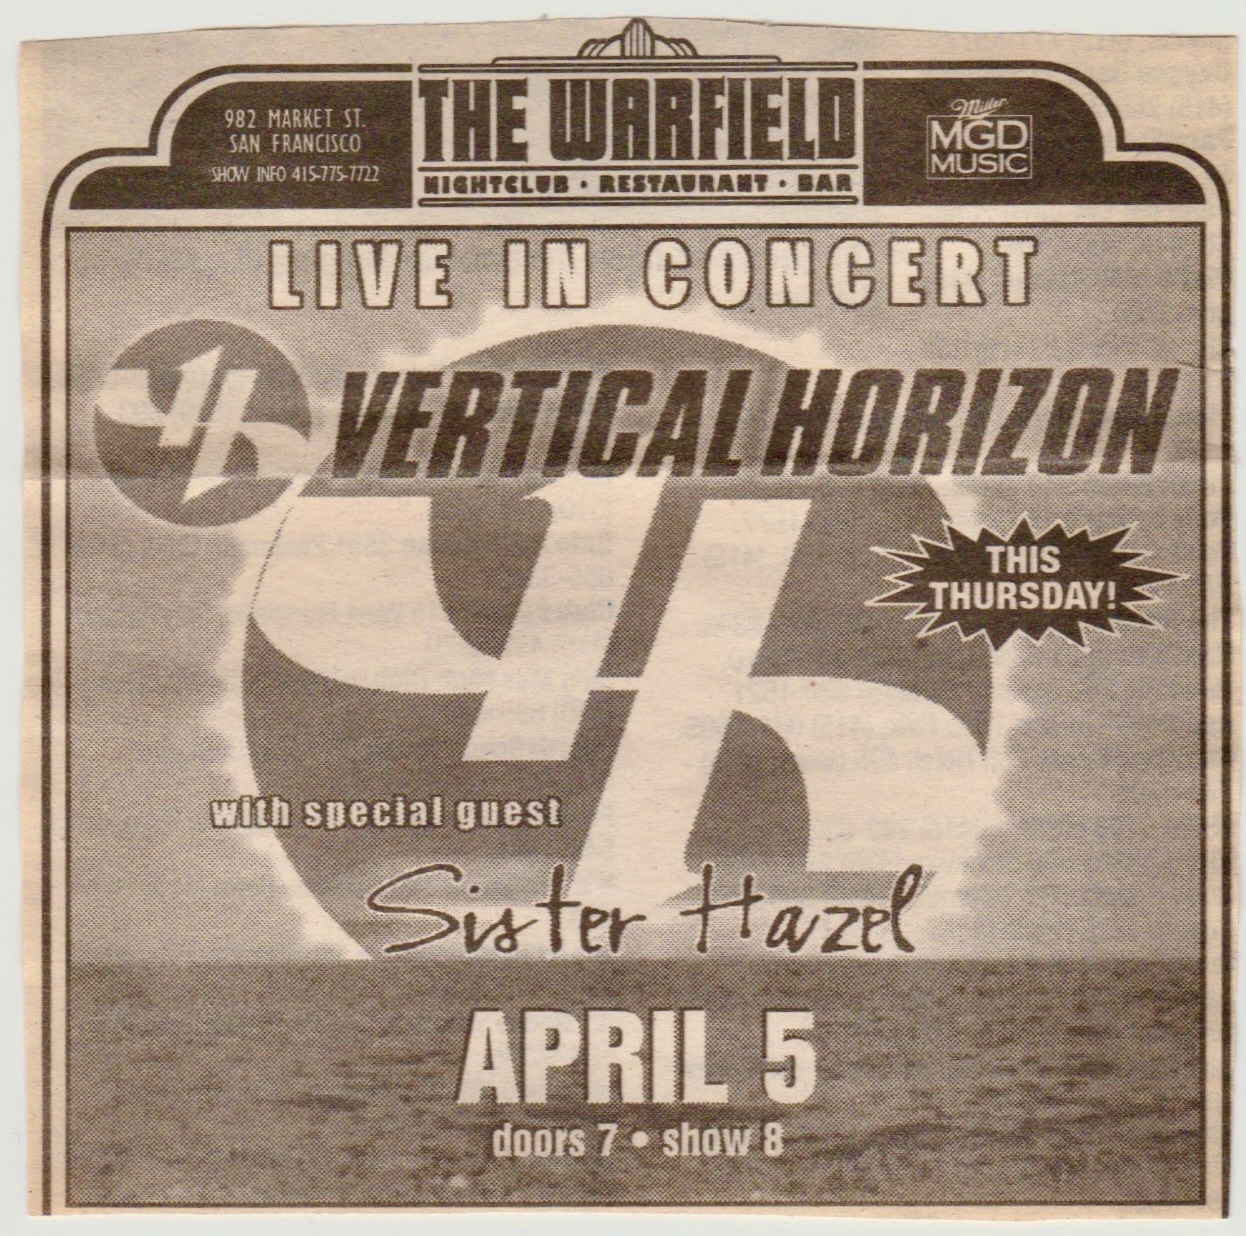 982 MARKET ST.
SAN FRANCISCO
SHOW INFO 415-775-7722
THE WARFIELD
NIGHTCLUB • RESTAURANT • BAR
Miller
MGD
MUSIC
LIVE IN CONCERT
VERTICAL HORIZON
THIS
THURSDAY!
with special guest
Sister Hazel
APRIL 5
doors 7 • show 8